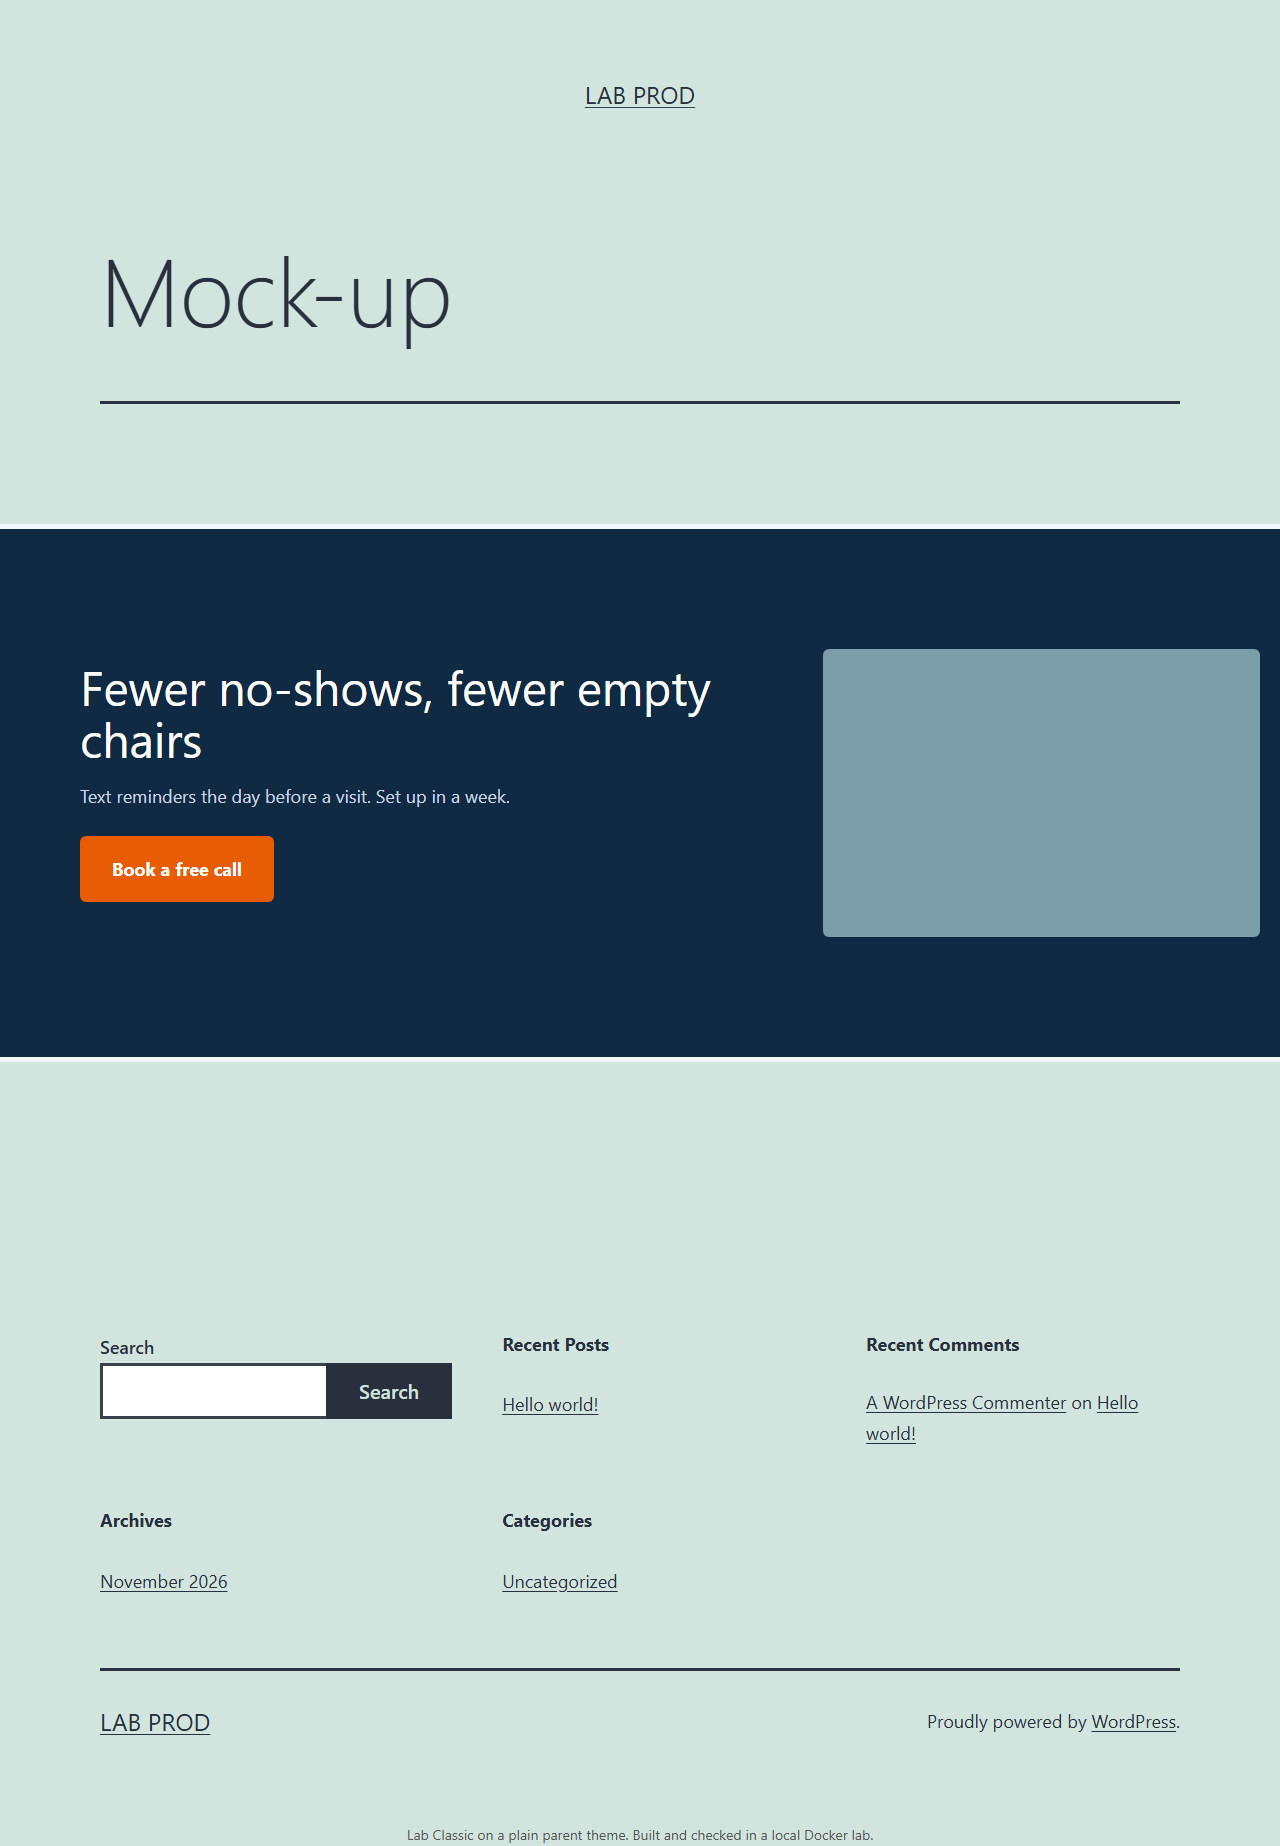 LAB PROD
Mock-up
Fewer no-shows, fewer empty
chairs
Text reminders the day before a visit. Set up in a week.
Book a free call
Search
Search
Recent Posts
Hello world!
Recent Comments
A WordPress Commenter on Hello
world!
Archives
November 2026
Categories
Uncategorized
LAB PROD
Proudly powered by WordPress.
Lab Classic on a plain parent theme. Built and checked in a local Docker lab.